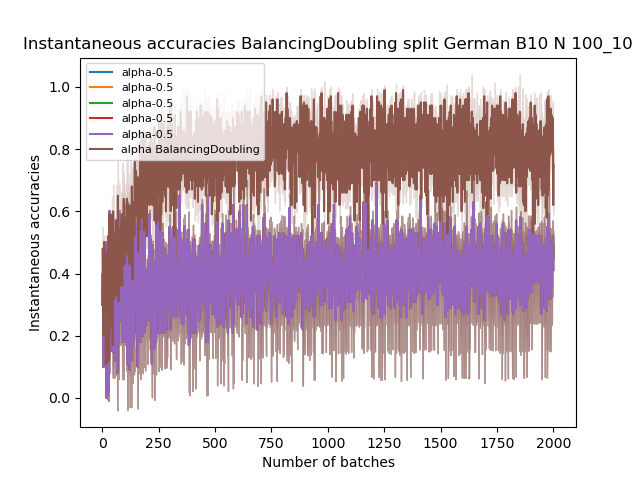 Instantaneous accuracies BalancingDoubling split German B10 N 100_10
alpha-0.5
alpha-0.5
alpha-0.5
alpha-0.5
alpha-0.5
alpha BalancingDoubling
1.0
0.8
0.6
0.4
0.2
0.0
Instantaneous accuracies
0 250 500 750 1000 1250 1500 1750 2000
Number of batches